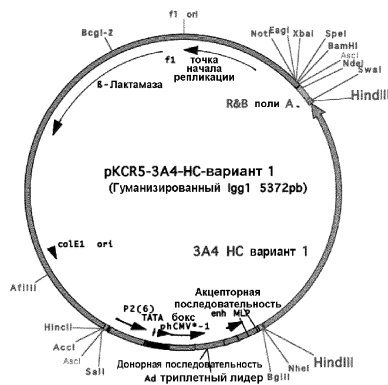 f1 ori
BcgI-2
NotI
EagI
XbaI
SpeI
BamHI
AscI
NdeI
SwaI
HindIII
f1 точка
начала
репликации
ß-Лактамаза
R&B поли A.
pKCR5-3A4-HC-вариант 1
(Гуманизированный Igg1 5372pb)
colE1 ori
3A4 HC вариант 1
AflIII
P2(6)
TATA бокс
phCMV*-1
Акцепторная
последовательность
enh MLP
HincII
AccI
AscI
SalI
HindIII
NheI
BglII
Донорная последовательность
Ad триплетный лидер